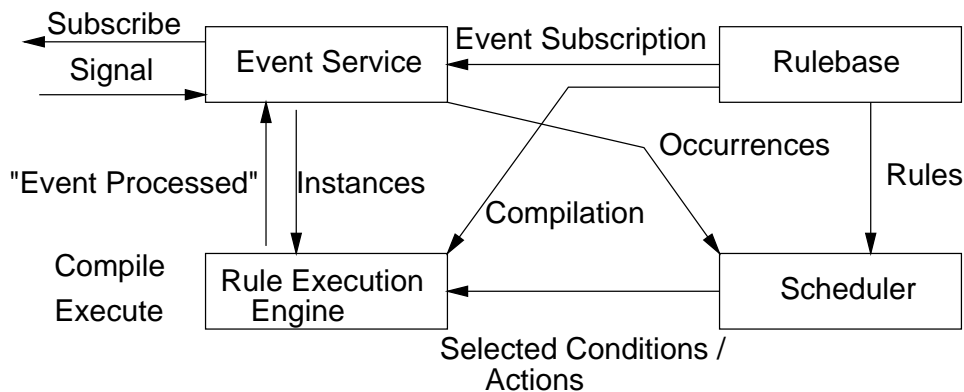 Subscribe
Event Service
Event Subscription
Rulebase
Signal
Occurrences
"Event Processed"
Instances
Rules
Compilation
Compile
Execute
Rule Execution
Engine
Scheduler
Selected Conditions /
Actions